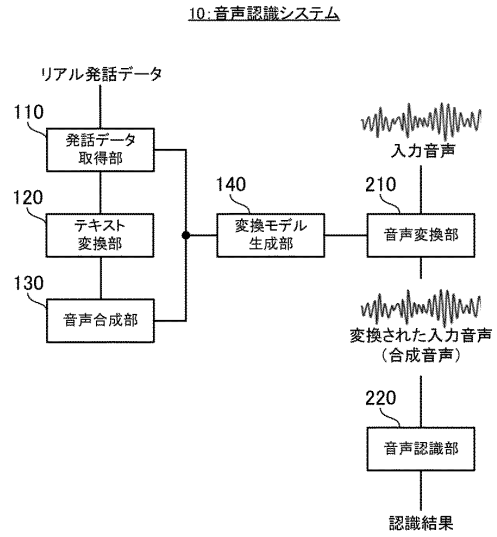 10：音声認識システム
リアル発話データ
110
発話データ
取得部
120
テキスト
変換部
130
音声合成部
140
変換モデル
生成部
入力音声
210
音声変換部
変換された入力音声
（合成音声）
220
音声認識部
認識結果